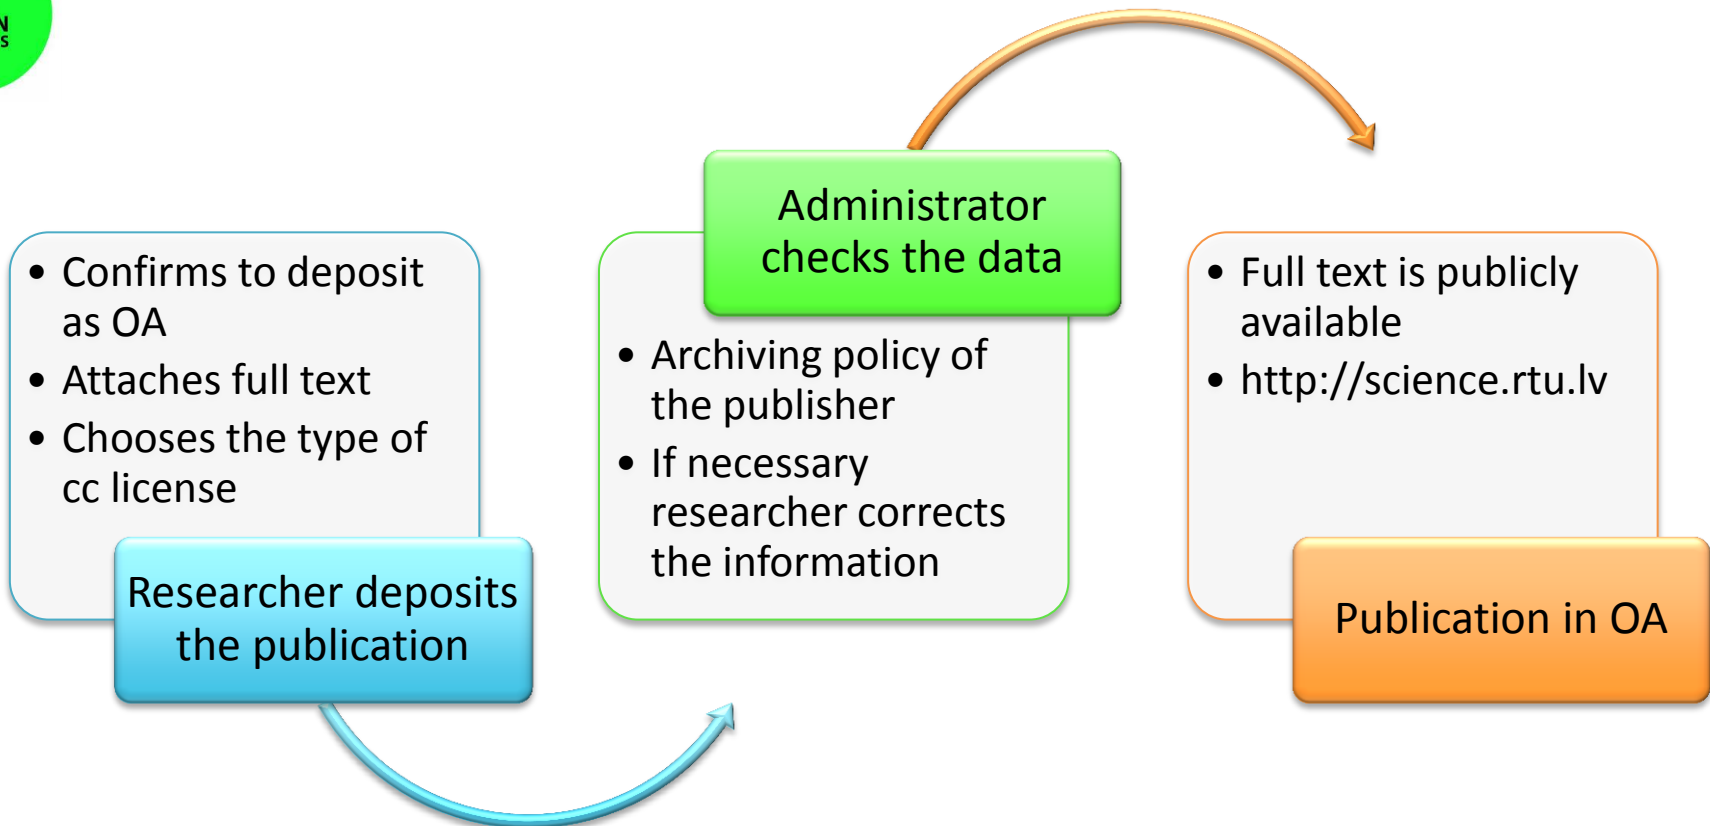 • Confirms to deposit
as OA
• Attaches full text
• Chooses the type of
cc license
Researcher deposits
the publication
Administrator
checks the data
• Archiving policy of
the publisher
• If necessary
researcher corrects
the information
• Full text is publicly
available
• http://science.rtu.lv
Publication in OA